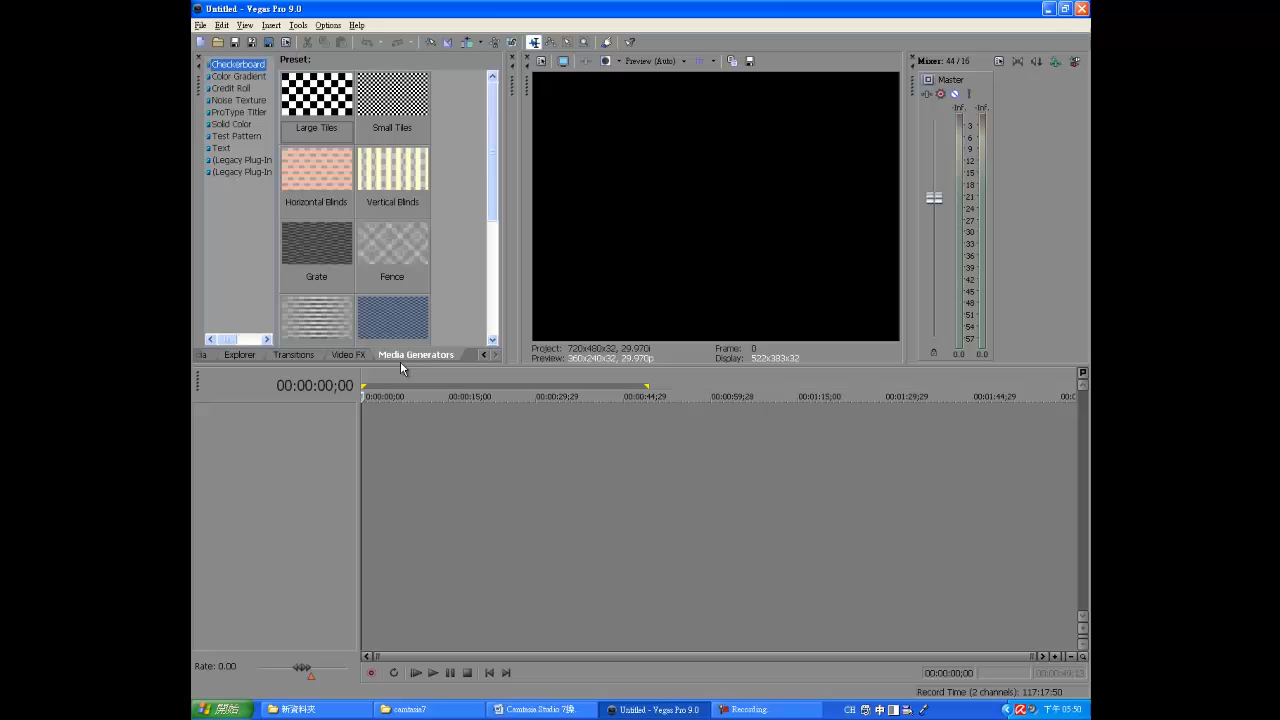 Untitled - Vegas Pro 9.0
File Edit View Insert Tools Options Help
Preset:
Checkerboard
Color Gradient
Credit Roll
Noise Texture
ProType Titler
Solid Color
Test Pattern
Text
(Legacy Plug-In
(Legacy Plug-In
Large Tiles
Small Tiles
Horizontal Blinds
Vertical Blinds
Grate
Fence
Explorer Transitions Video FX Media Generators
Preview (Auto)
Project: 720x480x32, 29.970i
Frame: 0
Preview: 360x240x32, 29.970p
Display: 522x383x32
Mixer: 44 / 16
Master
-Inf. -Inf.
3
6
9
12
15
18
21
24
27
30
33
36
39
42
45
48
51
54
57
0.0 0.0
00:00:00;00
0:00:00;00 00:00:15;00 00:00:29;29 00:00:44;29 00:00:59;28 00:01:15;00 00:01:29;29 00:01:44;29
Rate: 0.00
00:00:00;00
Record Time (2 channels): 117:17:50
開始 新資料夾 camtasia7 Untitled - Vegas Pro 9.0 Recording. CH 中 下午 05:50